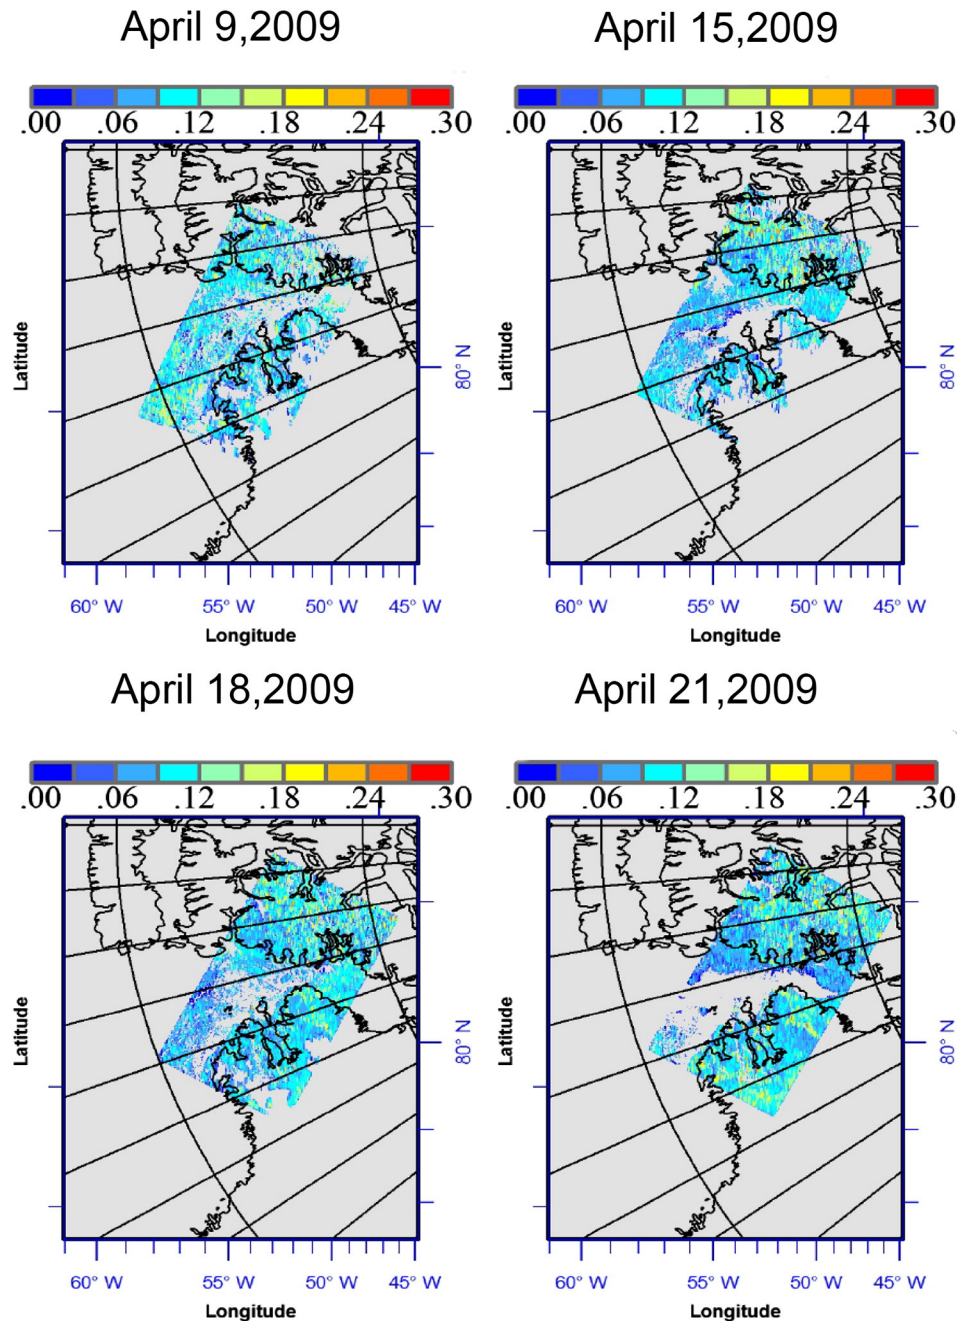 April 9,2009 April 15,2009
.00 .06 .12 .18 .24 .30 .00 .06 .12 .18 .24 .30
Latitude 80° N Latitude 80° N
60° W 55° W 50° W 45° W 60° W 55° W 50° W 45° W
Longitude Longitude
April 18,2009 April 21,2009
.00 .06 .12 .18 .24 .30 .00 .06 .12 .18 .24 .30
Latitude 80° N Latitude 80° N
60° W 55° W 50° W 45° W 60° W 55° W 50° W 45° W
Longitude Longitude